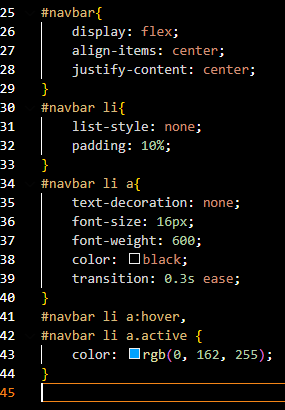 25 #navbar{
26     display: flex;
27     align-items: center;
28     justify-content: center;
29 }
30 #navbar li{
31     list-style: none;
32     padding: 10%;
33 }
34 #navbar li a{
35     text-decoration: none;
36     font-size: 16px;
37     font-weight: 600;
38     color: black;
39     transition: 0.3s ease;
40 }
41 #navbar li a:hover,
42 #navbar li a.active {
43     color: rgb(0, 162, 255);
44 }
45